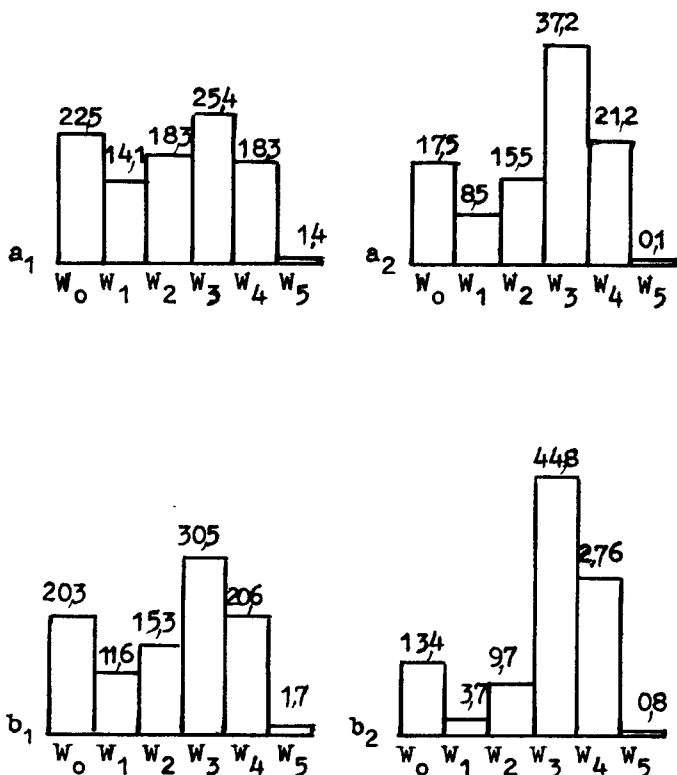 22,5 14,1 18,3 25,4 18,3 1,4
a1
W0 W1 W2 W3 W4 W5
17,5 8,5 15,5 37,2 21,2 0,1
a2
W0 W1 W2 W3 W4 W5
20,3 11,6 15,3 30,5 20,6 1,7
b1
W0 W1 W2 W3 W4 W5
13,4 3,7 9,7 44,8 2,76 0,8
b2
W0 W1 W2 W3 W4 W5